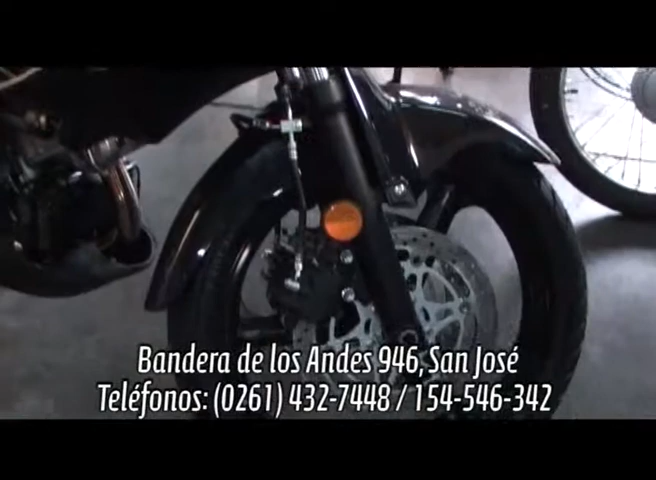 Bandera de los Andes 946, San José
Teléfonos: (0261) 432-7448 / 154-546-342